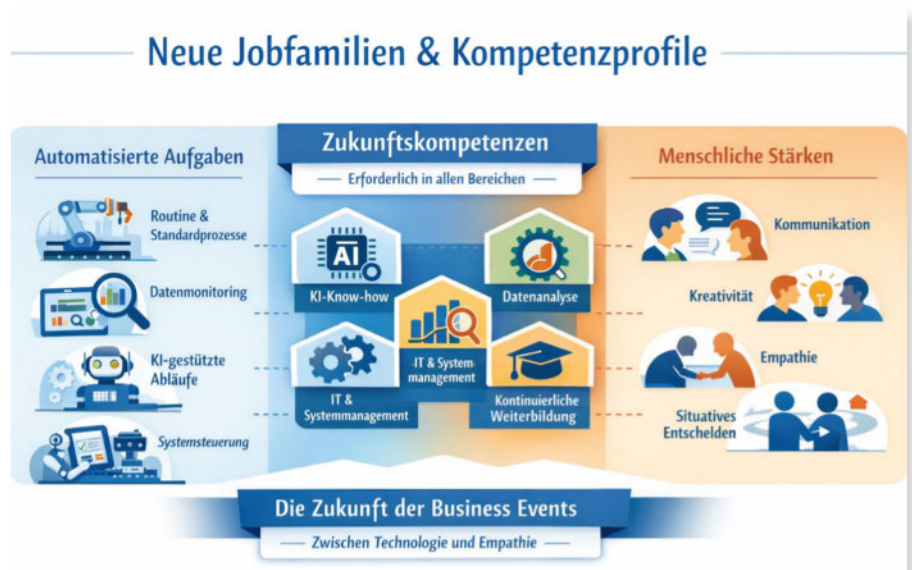 Neue Jobfamilien & Kompetenzprofile
Automatisierte Aufgaben
Routine &
Standardprozesse
Datenmonitoring
KI-gestützte
Abläufe
Systemsteuerung
Zukunftskompetenzen
Erforderlich in allen Bereichen
AI
KI-Know-how
Datenanalyse
IT &
Systemmanagement
-IT & System-
management
Kontinuierliche
Weiterbildung
Menschliche Stärken
Kommunikation
Kreativität
Empathie
Situatives
Entschelden
Die Zukunft der Business Events
Zwischen Technologie und Empathie